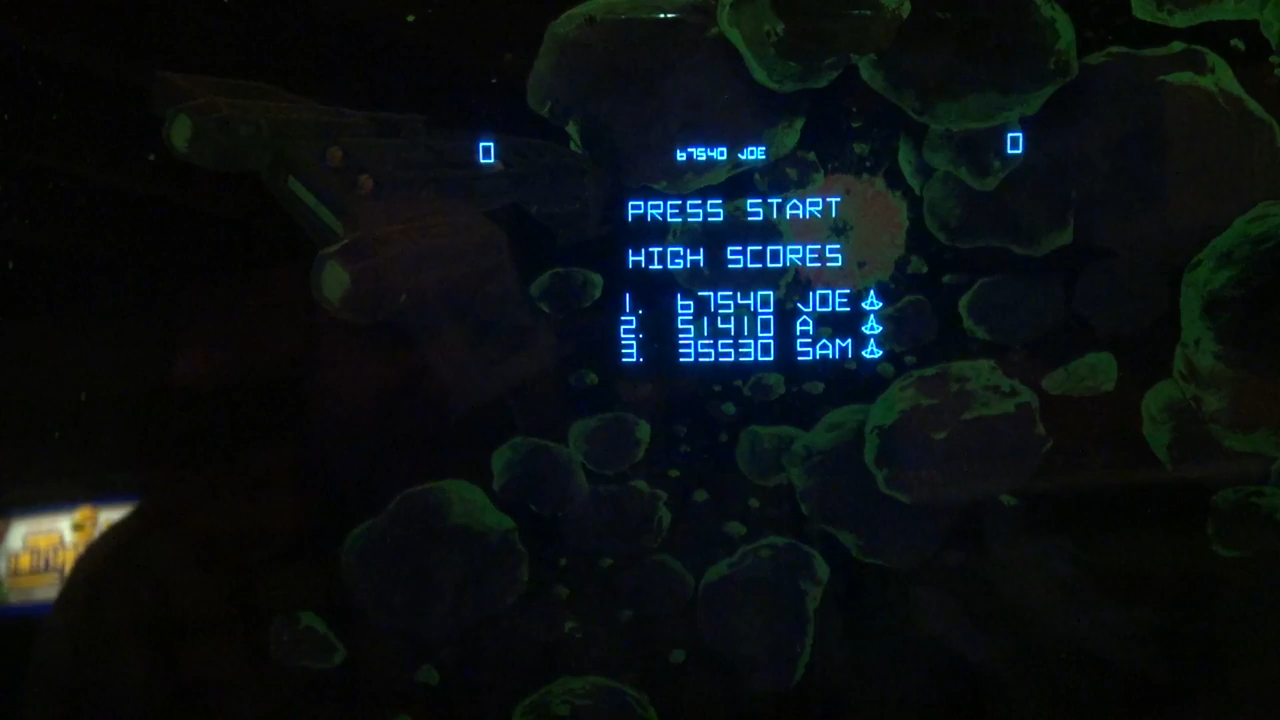 0 67540 JOE 0
PRESS START
HIGH SCORES
1. 67540 JOE
2. 51410 A
3. 35530 SAM